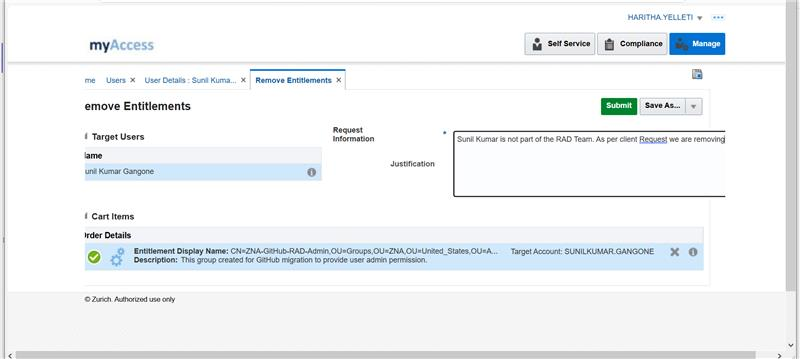 HARITHA.YELLETI
myAccess
Self Service Compliance Manage
me Users User Details : Sunil Kuma... Remove Entitlements
emove Entitlements
Submit Save As...
Target Users
Request Information
ame
unil Kumar Gangone
Justification
Sunil Kumar is not part of the RAD Team. As per client Request we are removing
Cart Items
rder Details
Entitlement Display Name: CN=ZNA-GitHub-RAD-Admin,OU=Groups,OU=ZNA,OU=United_States,OU=A... Target Account: SUNILKUMAR.GANGONE
Description: This group created for GitHub migration to provide user admin permission.
© Zurich. Authorized use only